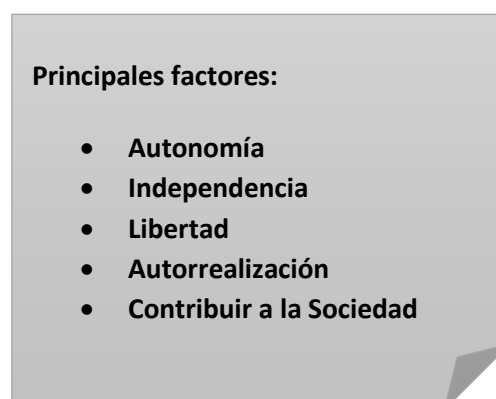 Principales factores:
• Autonomía
• Independencia
• Libertad
• Autorrealización
• Contribuir a la Sociedad